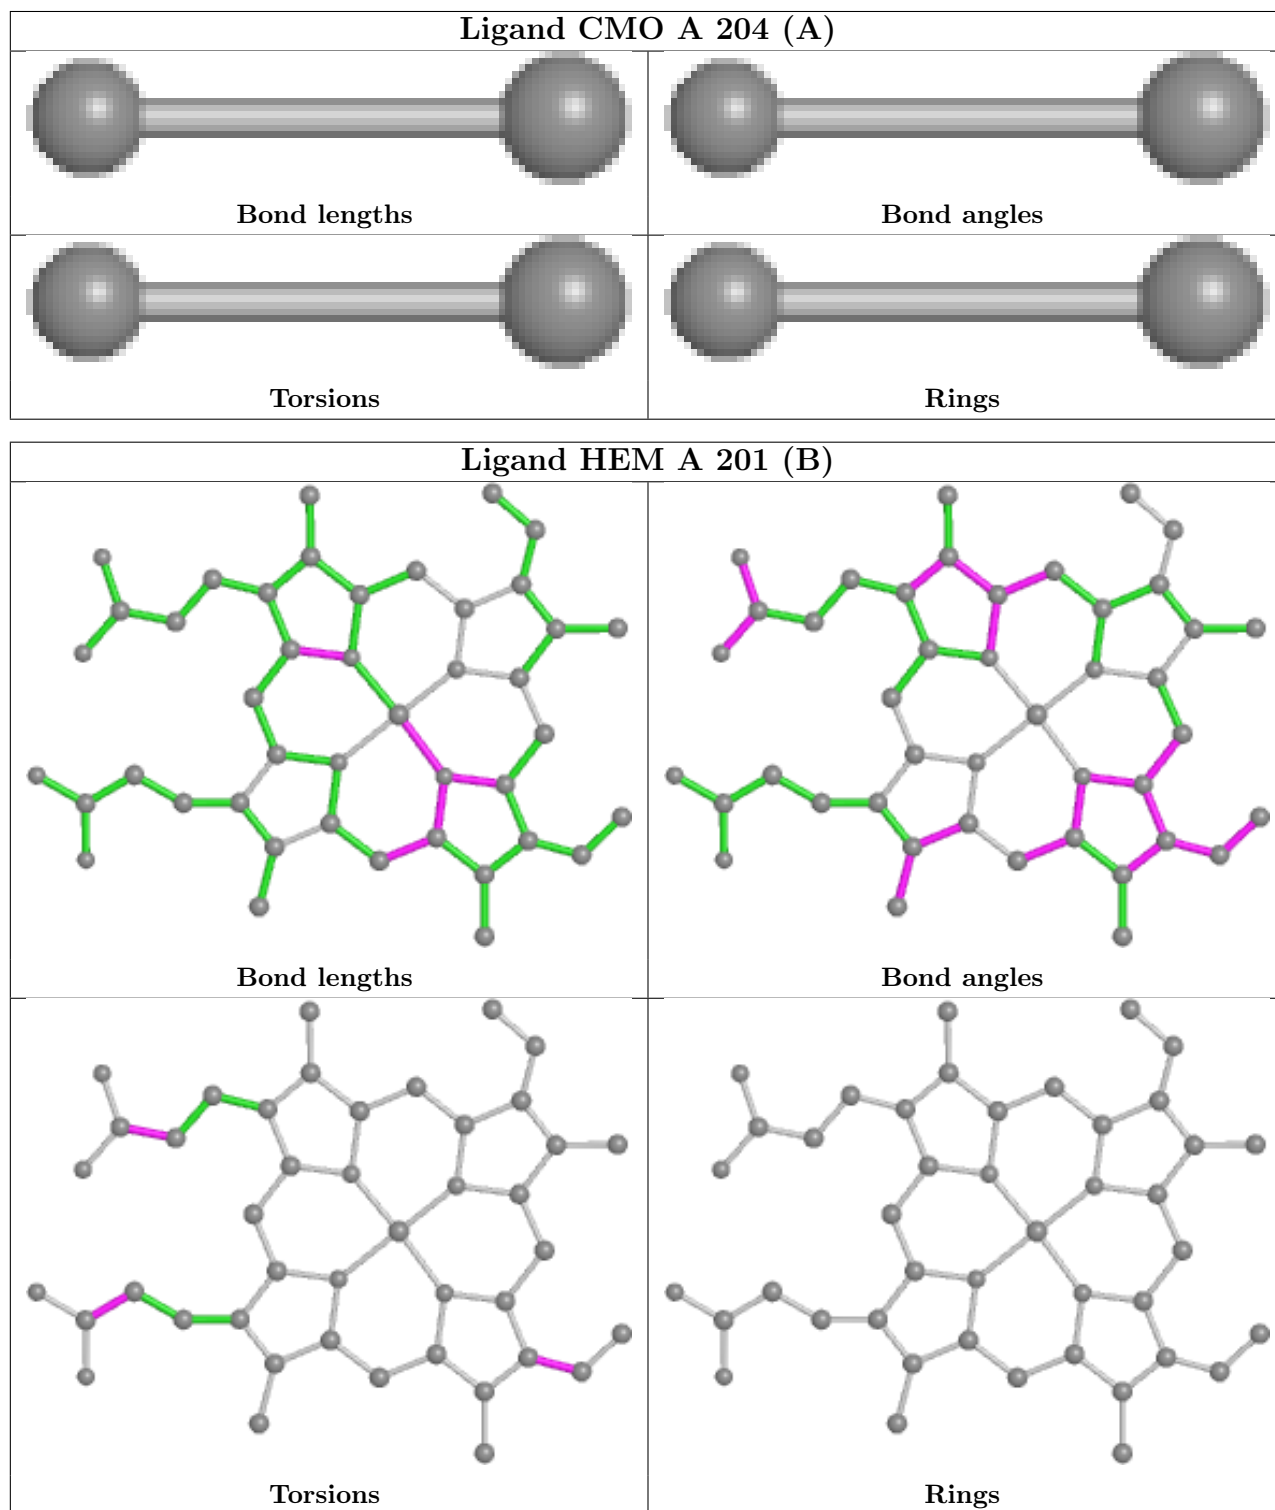 Ligand CMO A 204 (A)
Bond lengths
Bond angles
Torsions
Rings
Ligand HEM A 201 (B)
Bond lengths
Bond angles
Torsions
Rings